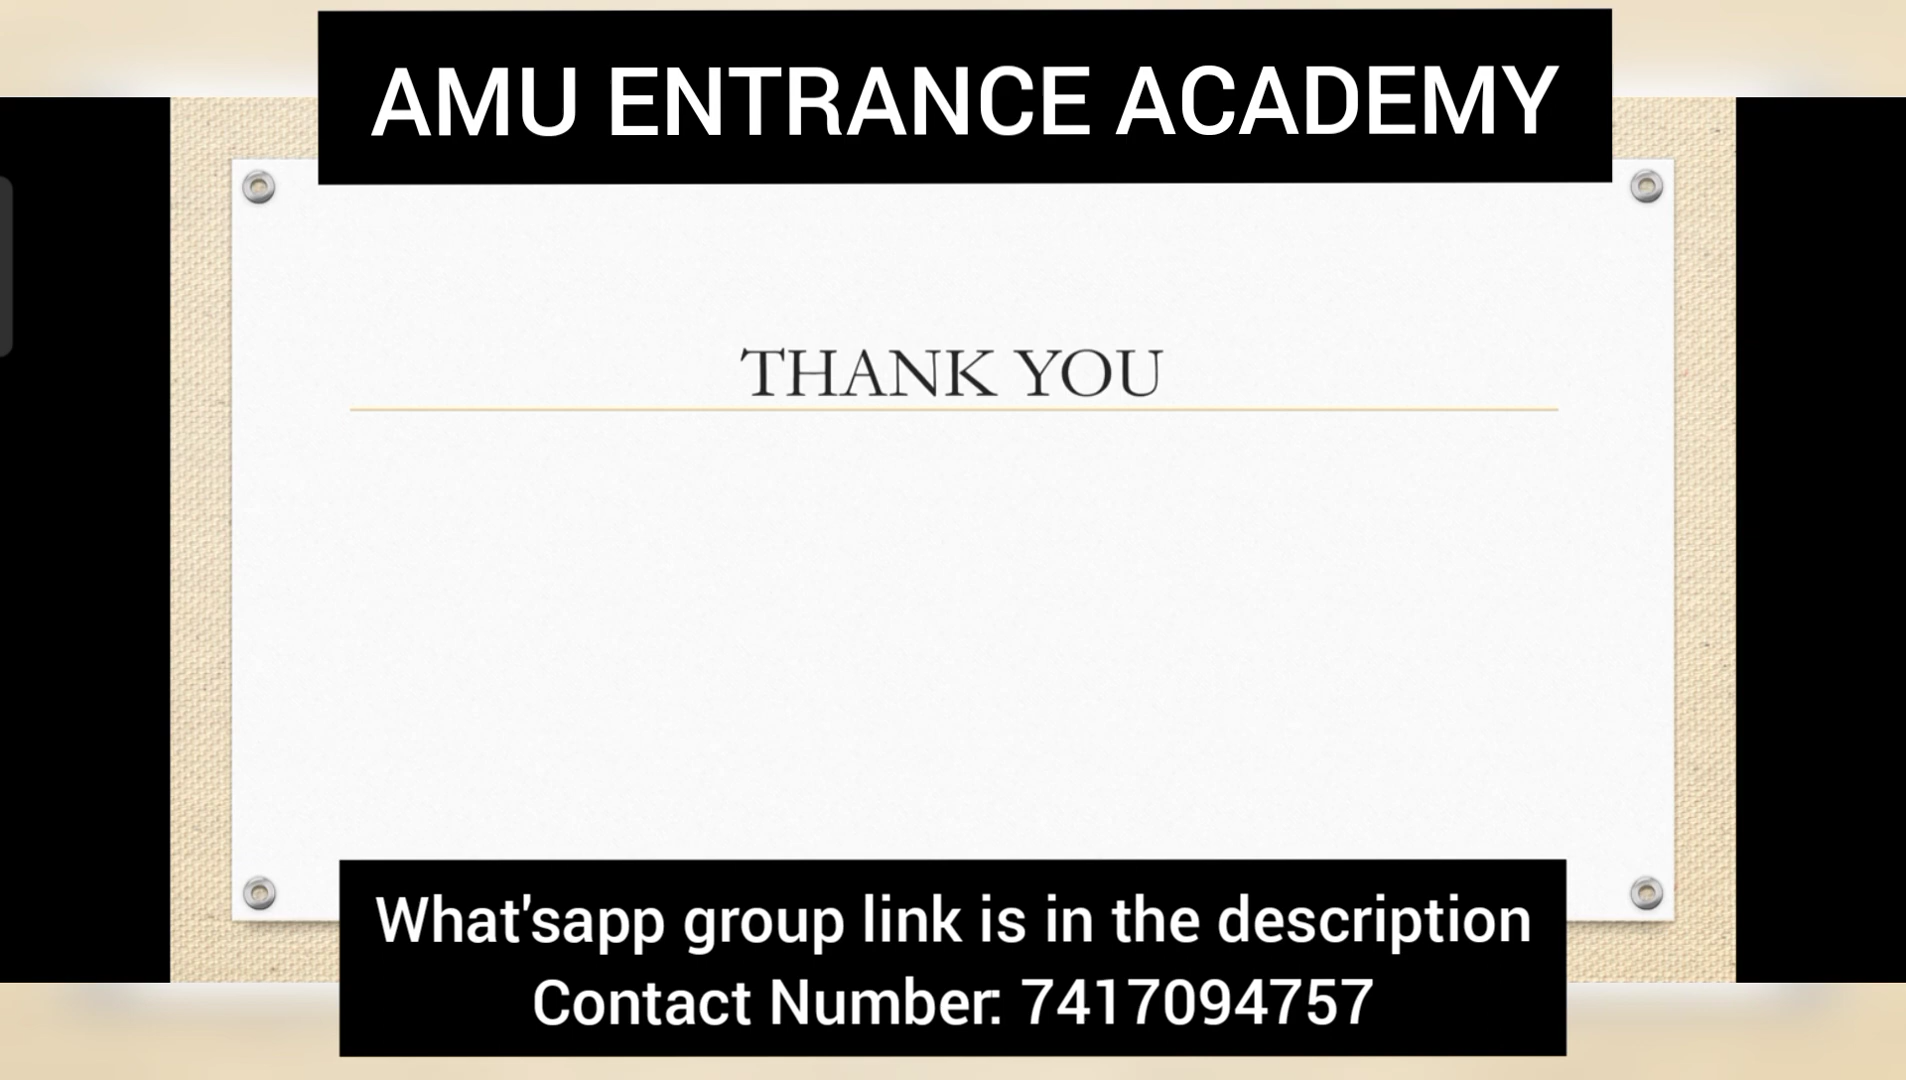 AMU ENTRANCE ACADEMY
THANK YOU
What'sapp group link is in the description
Contact Number: 7417094757